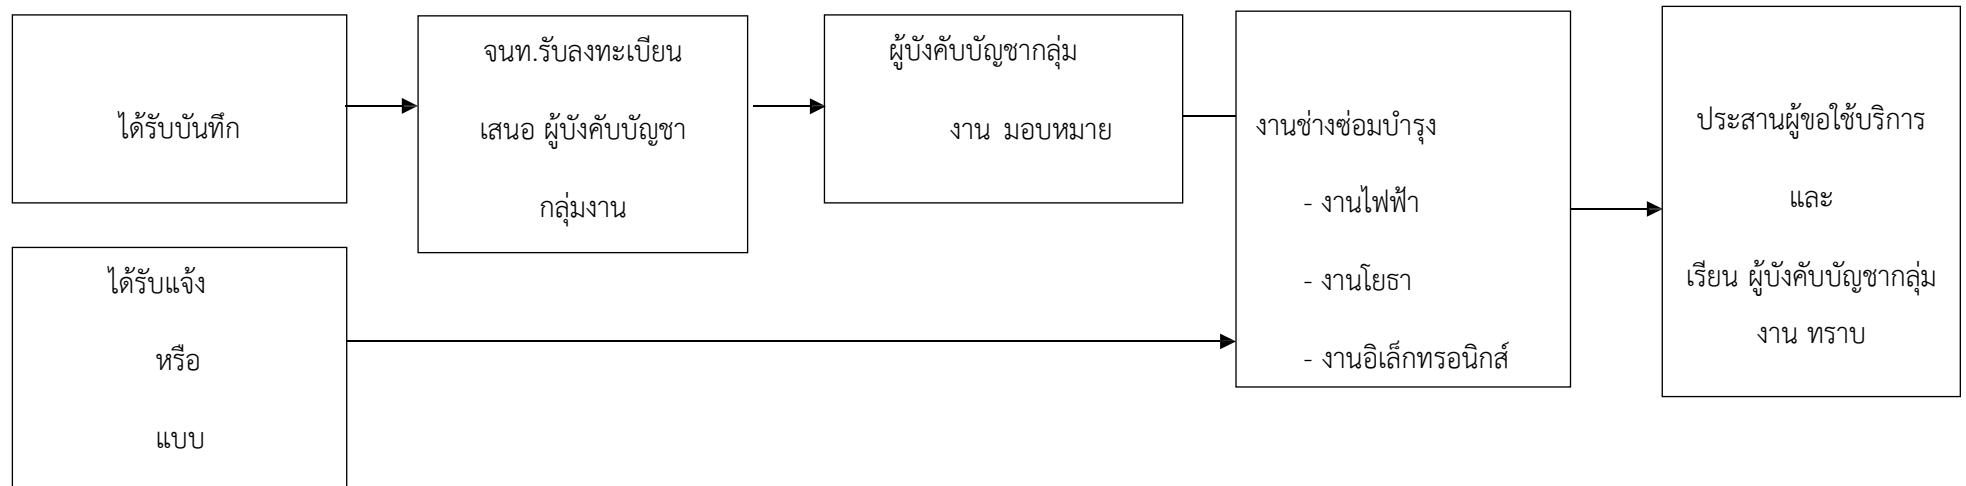 ได้รับบันทึก
จนท.รับลงทะเบียน
เสนอ ผู้บังคับบัญชา
กลุ่มงาน
ผู้บังคับบัญชากลุ่ม
งาน มอบหมาย
ได้รับแจ้ง
หรือ
แบบ
งานช่างซ่อมบำรุง
- งานไฟฟ้า
- งานโยธา
- งานอิเล็กทรอนิกส์
ประสานผู้ขอใช้บริการ
และ
เรียน ผู้บังคับบัญชากลุ่ม
งาน ทราบ